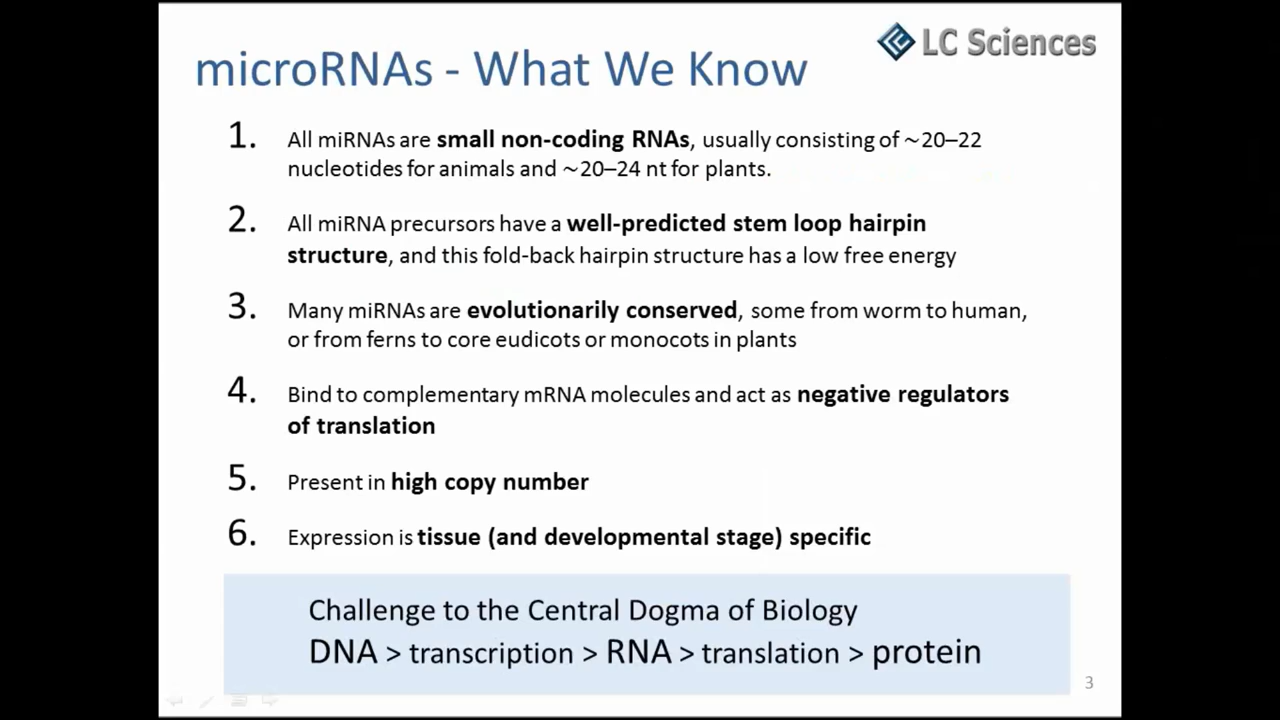 LC Sciences
microRNAs - What We Know
1. All miRNAs are small non-coding RNAs, usually consisting of ~20–22
nucleotides for animals and ~20–24 nt for plants.
2. All miRNA precursors have a well-predicted stem loop hairpin
structure, and this fold-back hairpin structure has a low free energy
3. Many miRNAs are evolutionarily conserved, some from worm to human,
or from ferns to core eudicots or monocots in plants
4. Bind to complementary mRNA molecules and act as negative regulators
of translation
5. Present in high copy number
6. Expression is tissue (and developmental stage) specific
Challenge to the Central Dogma of Biology
DNA > transcription > RNA > translation > protein
3